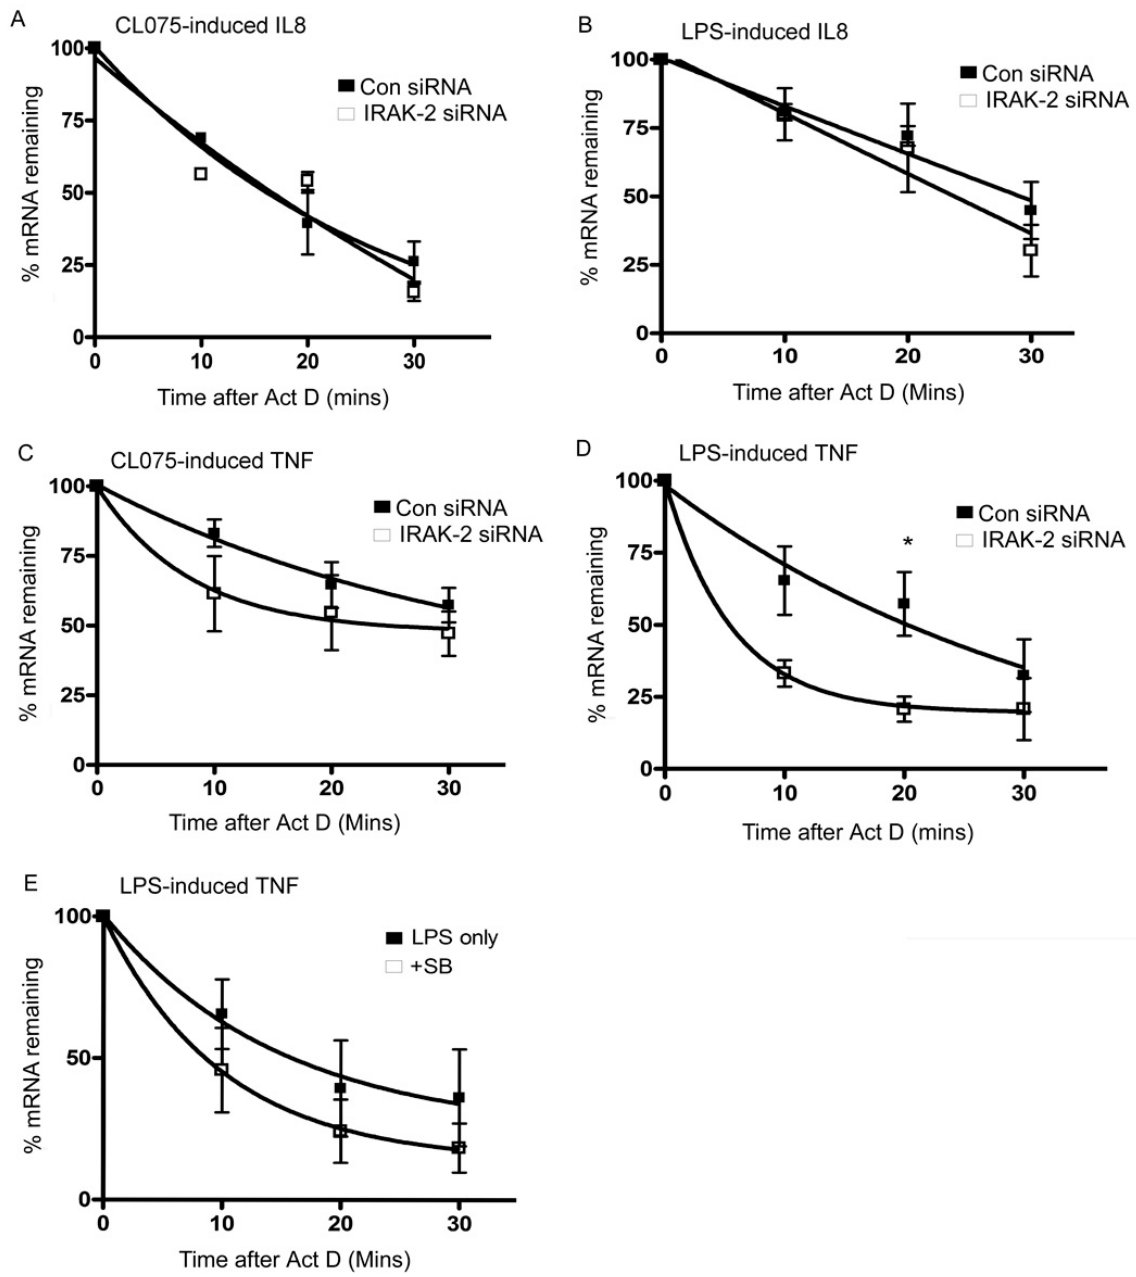 A
CL075-induced IL8
100
75
50
25
0
% mRNA remaining
Con siRNA
IRAK-2 siRNA
0 10 20 30
Time after Act D (mins)
B
LPS-induced IL8
100
75
50
25
0
% mRNA remaining
Con siRNA
IRAK-2 siRNA
0 10 20 30
Time after Act D (Mins)
C
CL075-induced TNF
100
75
50
25
0
% mRNA remaining
Con siRNA
IRAK-2 siRNA
0 10 20 30
Time after Act D (Mins)
D
LPS-induced TNF
100
75
50
25
0
% mRNA remaining
Con siRNA
IRAK-2 siRNA
*
0 10 20 30
Time after Act D (mins)
E
LPS-induced TNF
100
50
0
% mRNA remaining
LPS only
+SB
0 10 20 30
Time after Act D (Mins)